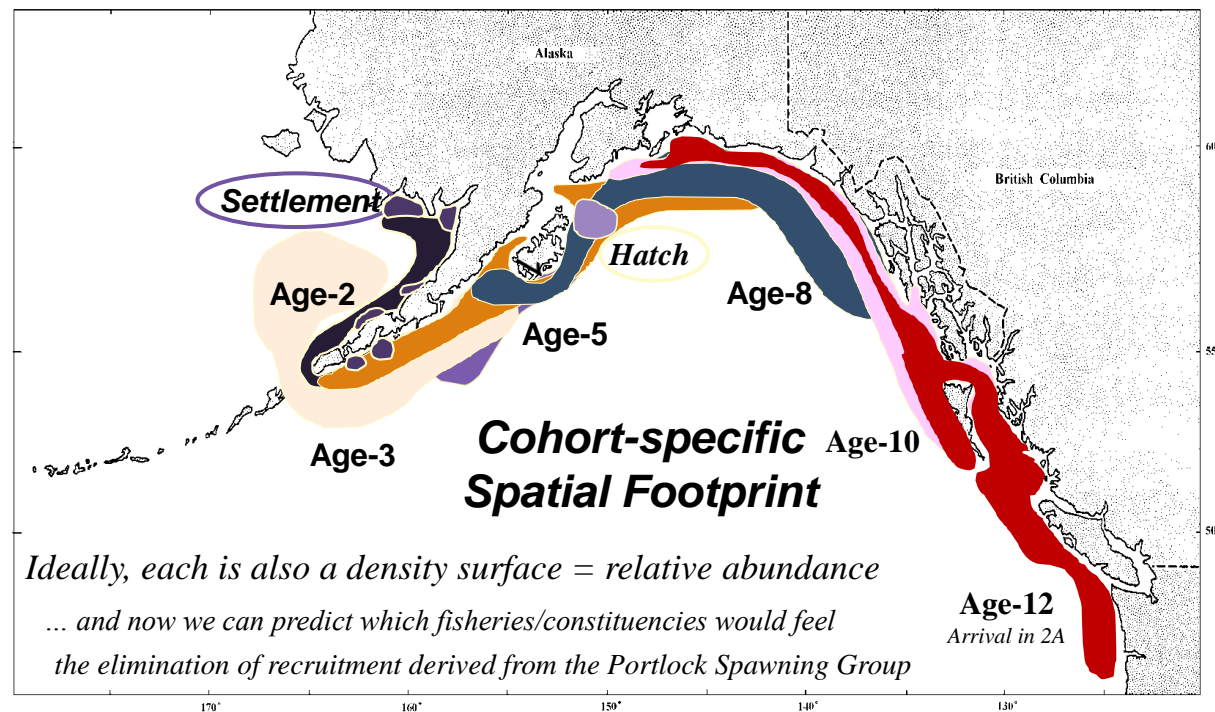 Alaska
60
British Columbia
Settlement
Hatch
Age-2
Age-8
Age-5
55
Age-3
Cohort-specific
Spatial Footprint
Age-10
50
Ideally, each is also a density surface = relative abundance
... and now we can predict which fisheries/constituencies would feel
the elimination of recruitment derived from the Portlock Spawning Group
Age-12
Arrival in 2A
170°
160°
150°
140°
130°